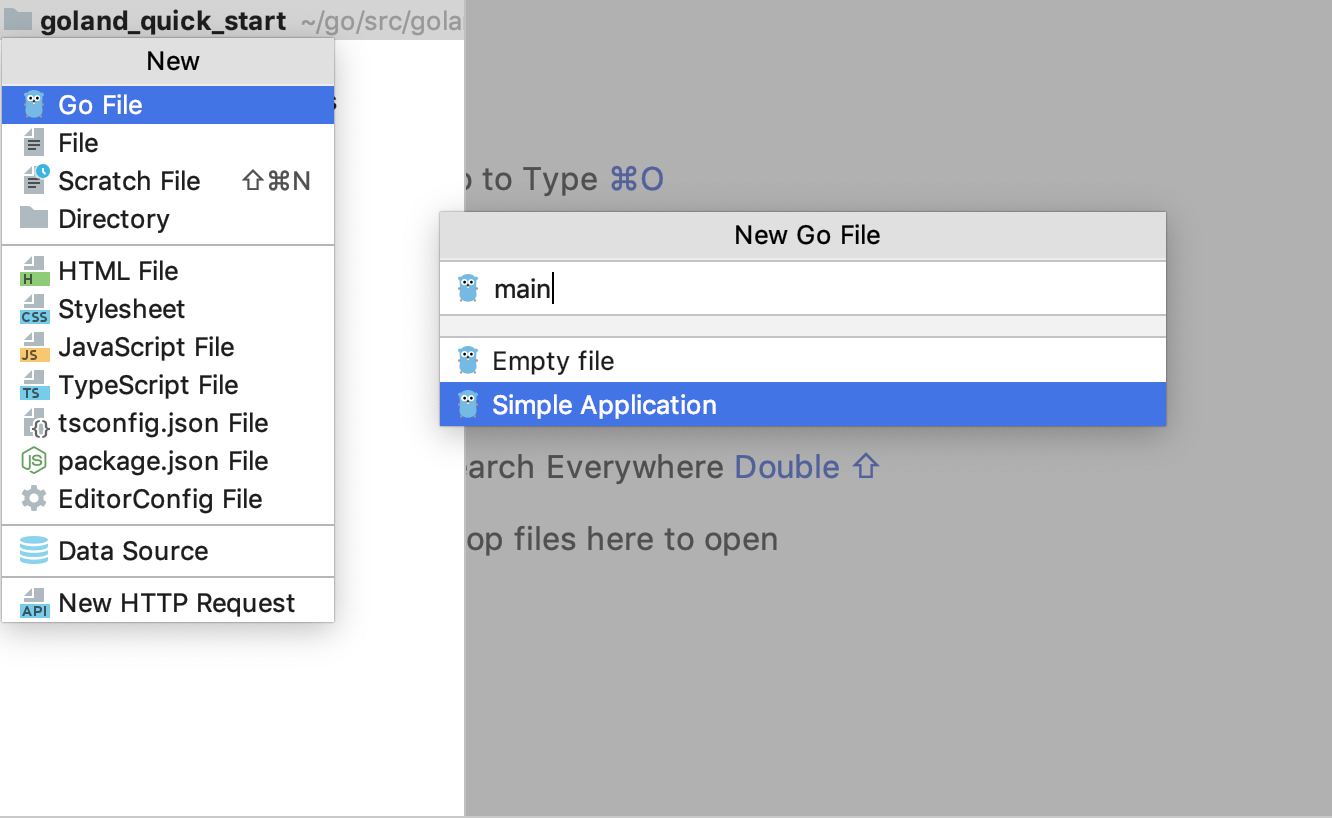 goland_quick_start ~/go/src/gola
New
Go File
File
Scratch File ⇧⌘N
Directory
HTML File
Stylesheet
JavaScript File
TypeScript File
tsconfig.json File
package.json File
EditorConfig File
Data Source
New HTTP Request
to Type ⌘O
New Go File
main
Empty file
Simple Application
arch Everywhere Double ⇧
op files here to open